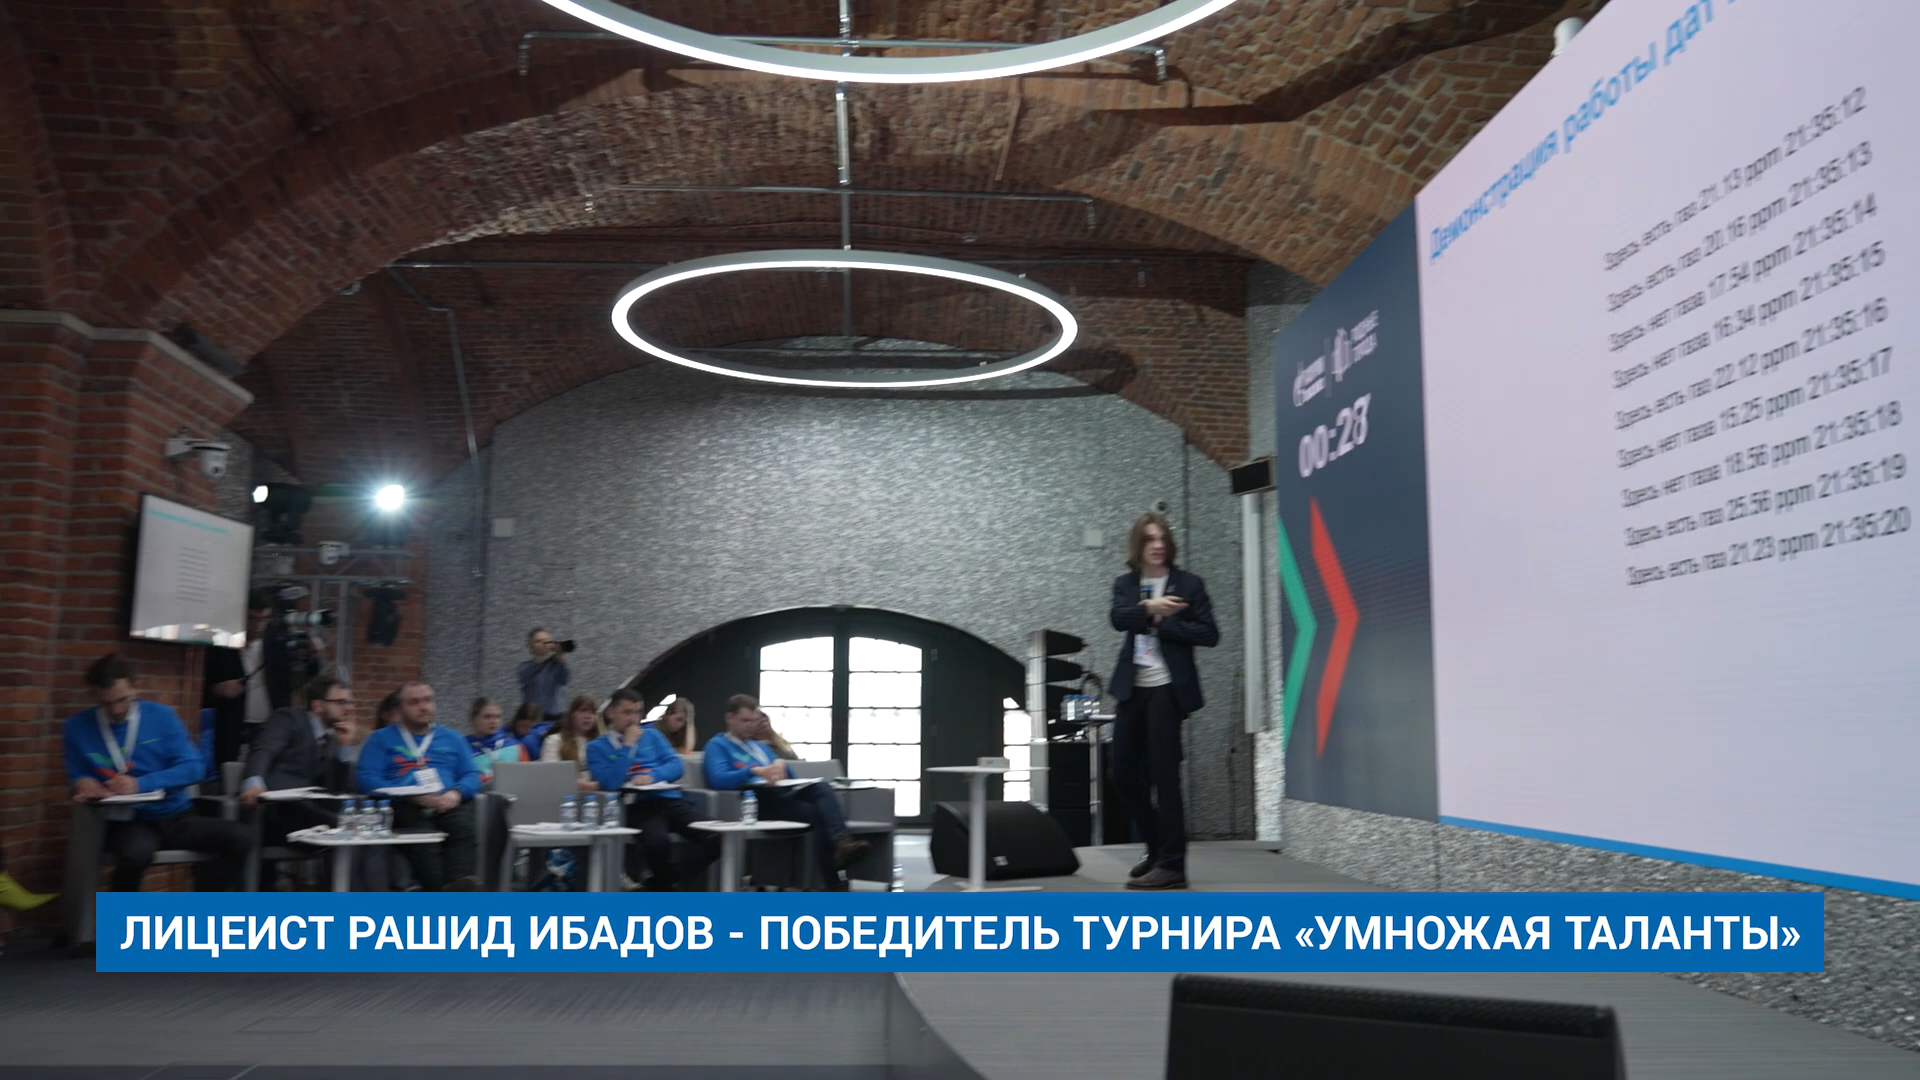 Демонстрация работы дат
Здесь есть газ 21.13 ppm 21:35:12
Здесь есть газ 20.16 ppm 21:35:13
Здесь нет газа 17.54 ppm 21:35:14
Здесь нет газа 16.34 ppm 21:35:15
Здесь есть газ 22.12 ppm 21:35:16
Здесь нет газа 15.25 ppm 21:35:17
Здесь нет газа 18.56 ppm 21:35:18
Здесь есть газ 25.56 ppm 21:35:19
Здесь есть газ 21.23 ppm 21:35:20
00:28
ЛИЦЕИСТ РАШИД ИБАДОВ - ПОБЕДИТЕЛЬ ТУРНИРА «УМНОЖАЯ ТАЛАНТЫ»